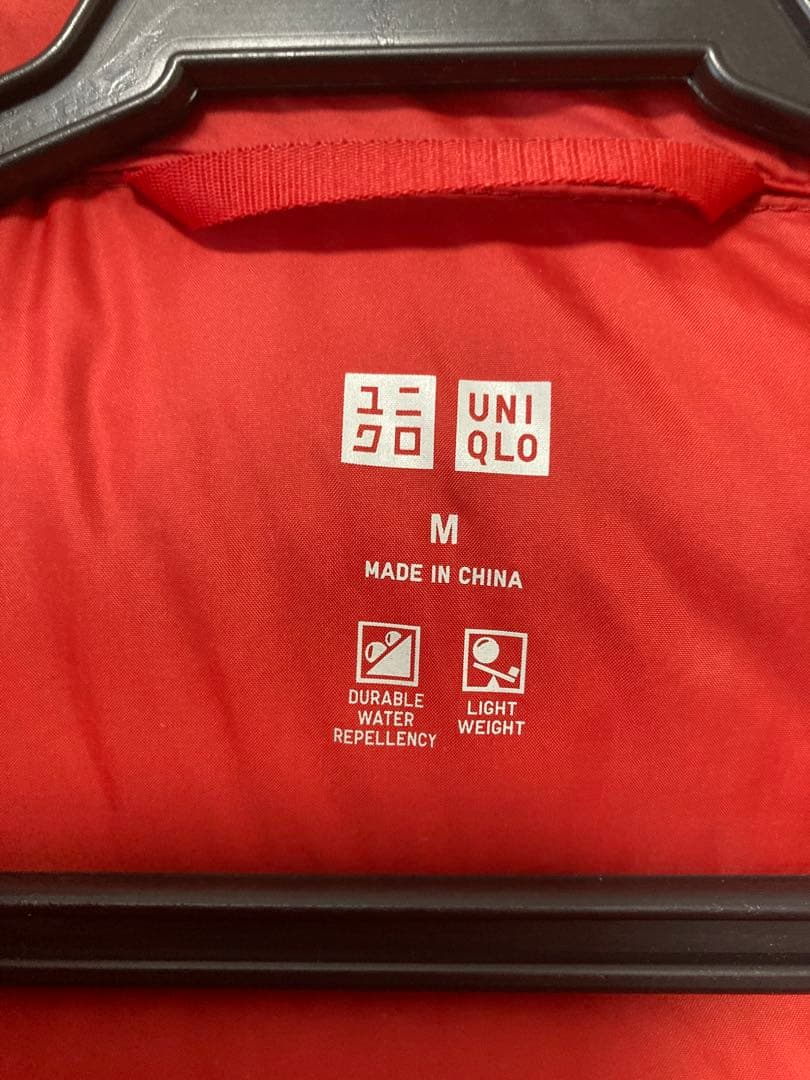 ユニ
クロ
UNI
QLO
M
MADE IN CHINA
DURABLE
WATER
REPELLENCY
LIGHT
WEIGHT